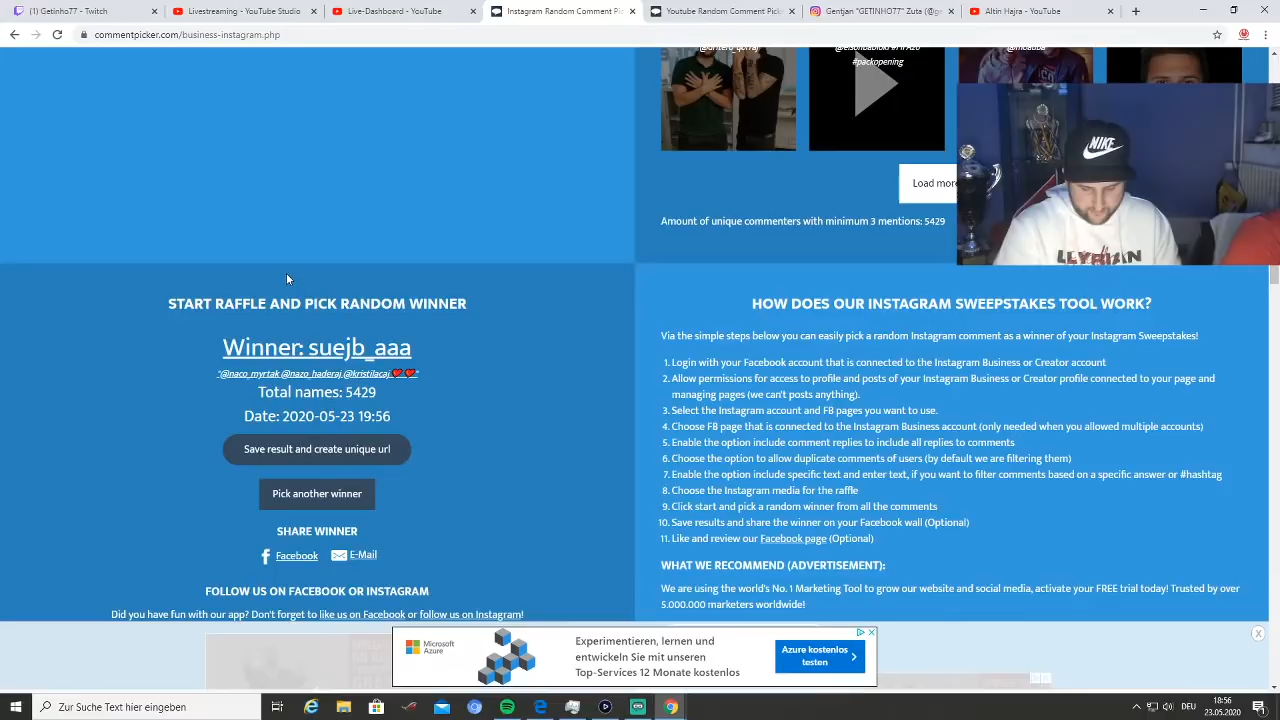 Getinho77 - Twitch
Livestreaming - YouTube Studio
Live-Dashboard - YouTube
Instagram Random Comment Pic
Youtube Random Comment Picker
Gentjan "GETINHO7" Zuta (@g
Altin Hajra - YouTube
commentpicker.com/business-instagram.php
#packopening
NIKE
Load more
Amount of unique commenters with minimum 3 mentions: 5429
START RAFFLE AND PICK RANDOM WINNER
Winner: suejb_aaa
"@naco_myrtak @nazo_haderaj @kristilacaj❤️❤️"
Total names: 5429
Date: 2020-05-23 19:56
Save result and create unique url
Pick another winner
SHARE WINNER
Facebook
E-Mail
FOLLOW US ON FACEBOOK OR INSTAGRAM
Did you have fun with our app? Don't forget to like us on Facebook or follow us on Instagram!
HOW DOES OUR INSTAGRAM SWEEPSTAKES TOOL WORK?
Via the simple steps below you can easily pick a random Instagram comment as a winner of your Instagram Sweepstakes!
1. Login with your Facebook account that is connected to the Instagram Business or Creator account
2. Allow permissions for access to profile and posts of your Instagram Business or Creator profile connected to your page and
managing pages (we can't posts anything).
3. Select the Instagram account and FB pages you want to use.
4. Choose FB page that is connected to the Instagram Business account (only needed when you allowed multiple accounts)
5. Enable the option include comment replies to include all replies to comments
6. Choose the option to allow duplicate comments of users (by default we are filtering them)
7. Enable the option include specific text and enter text, if you want to filter comments based on a specific answer or #hashtag
8. Choose the Instagram media for the raffle
9. Click start and pick a random winner from all the comments
10. Save results and share the winner on your Facebook wall (Optional)
11. Like and review our Facebook page (Optional)
WHAT WE RECOMMEND (ADVERTISEMENT):
We are using the world's No. 1 Marketing Tool to grow our website and social media, activate your FREE trial today! Trusted by over
5.000.000 marketers worldwide!
Microsoft
Azure
Experimentieren, lernen und
entwickeln Sie mit unseren
Top-Services 12 Monate kostenlos
Azure kostenlos
testen
Zur Suche Text hier eingeben
DEU
18:56
23.05.2020